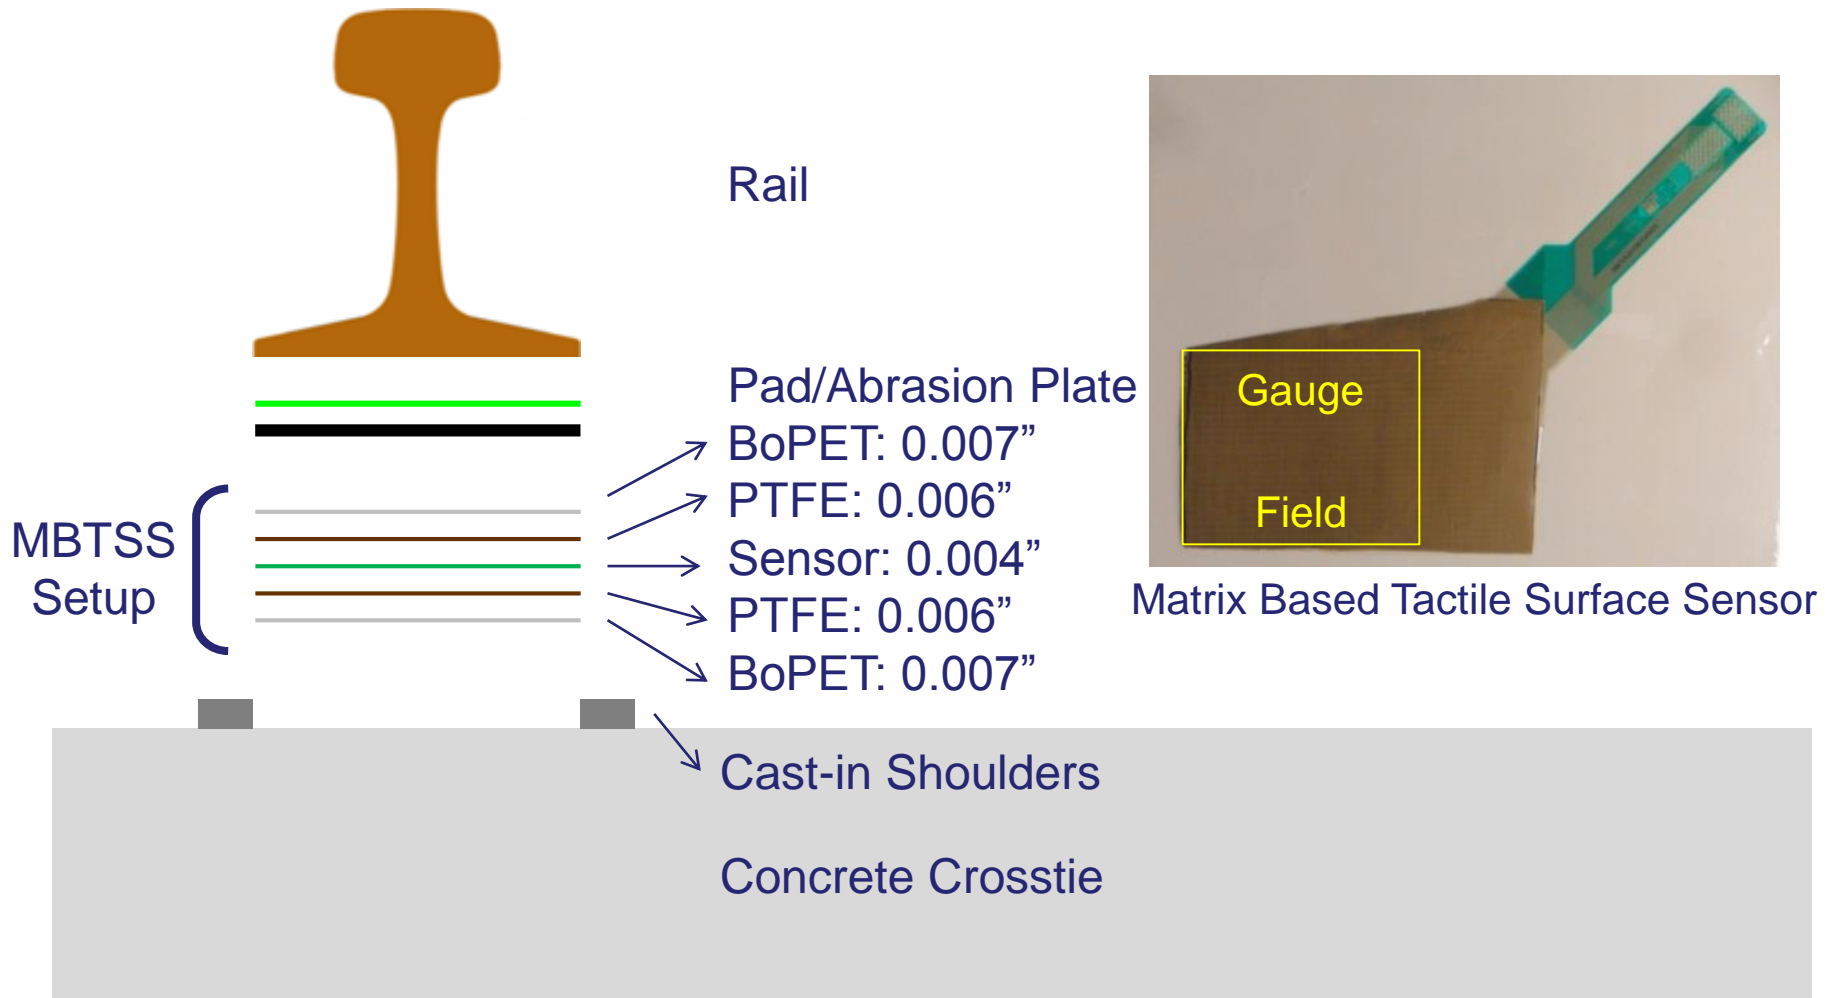 Rail
Pad/Abrasion Plate
BoPET: 0.007”
PTFE: 0.006”
Sensor: 0.004”
PTFE: 0.006”
BoPET: 0.007”
MBTSS
Setup
Cast-in Shoulders
Concrete Crosstie
Gauge
Field
Matrix Based Tactile Surface Sensor